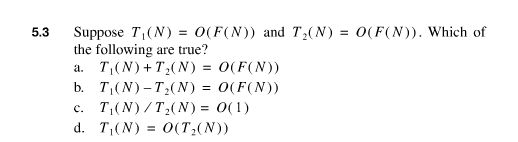 5.3 Suppose T₁(N) = O(F(N)) and T₂(N) = O(F(N)). Which of
the following are true?
a. T₁(N) + T₂(N) = O(F(N))
b. T₁(N) – T₂(N) = O(F(N))
c. T₁(N) / T₂(N) = O(1)
d. T₁(N) = O(T₂(N))